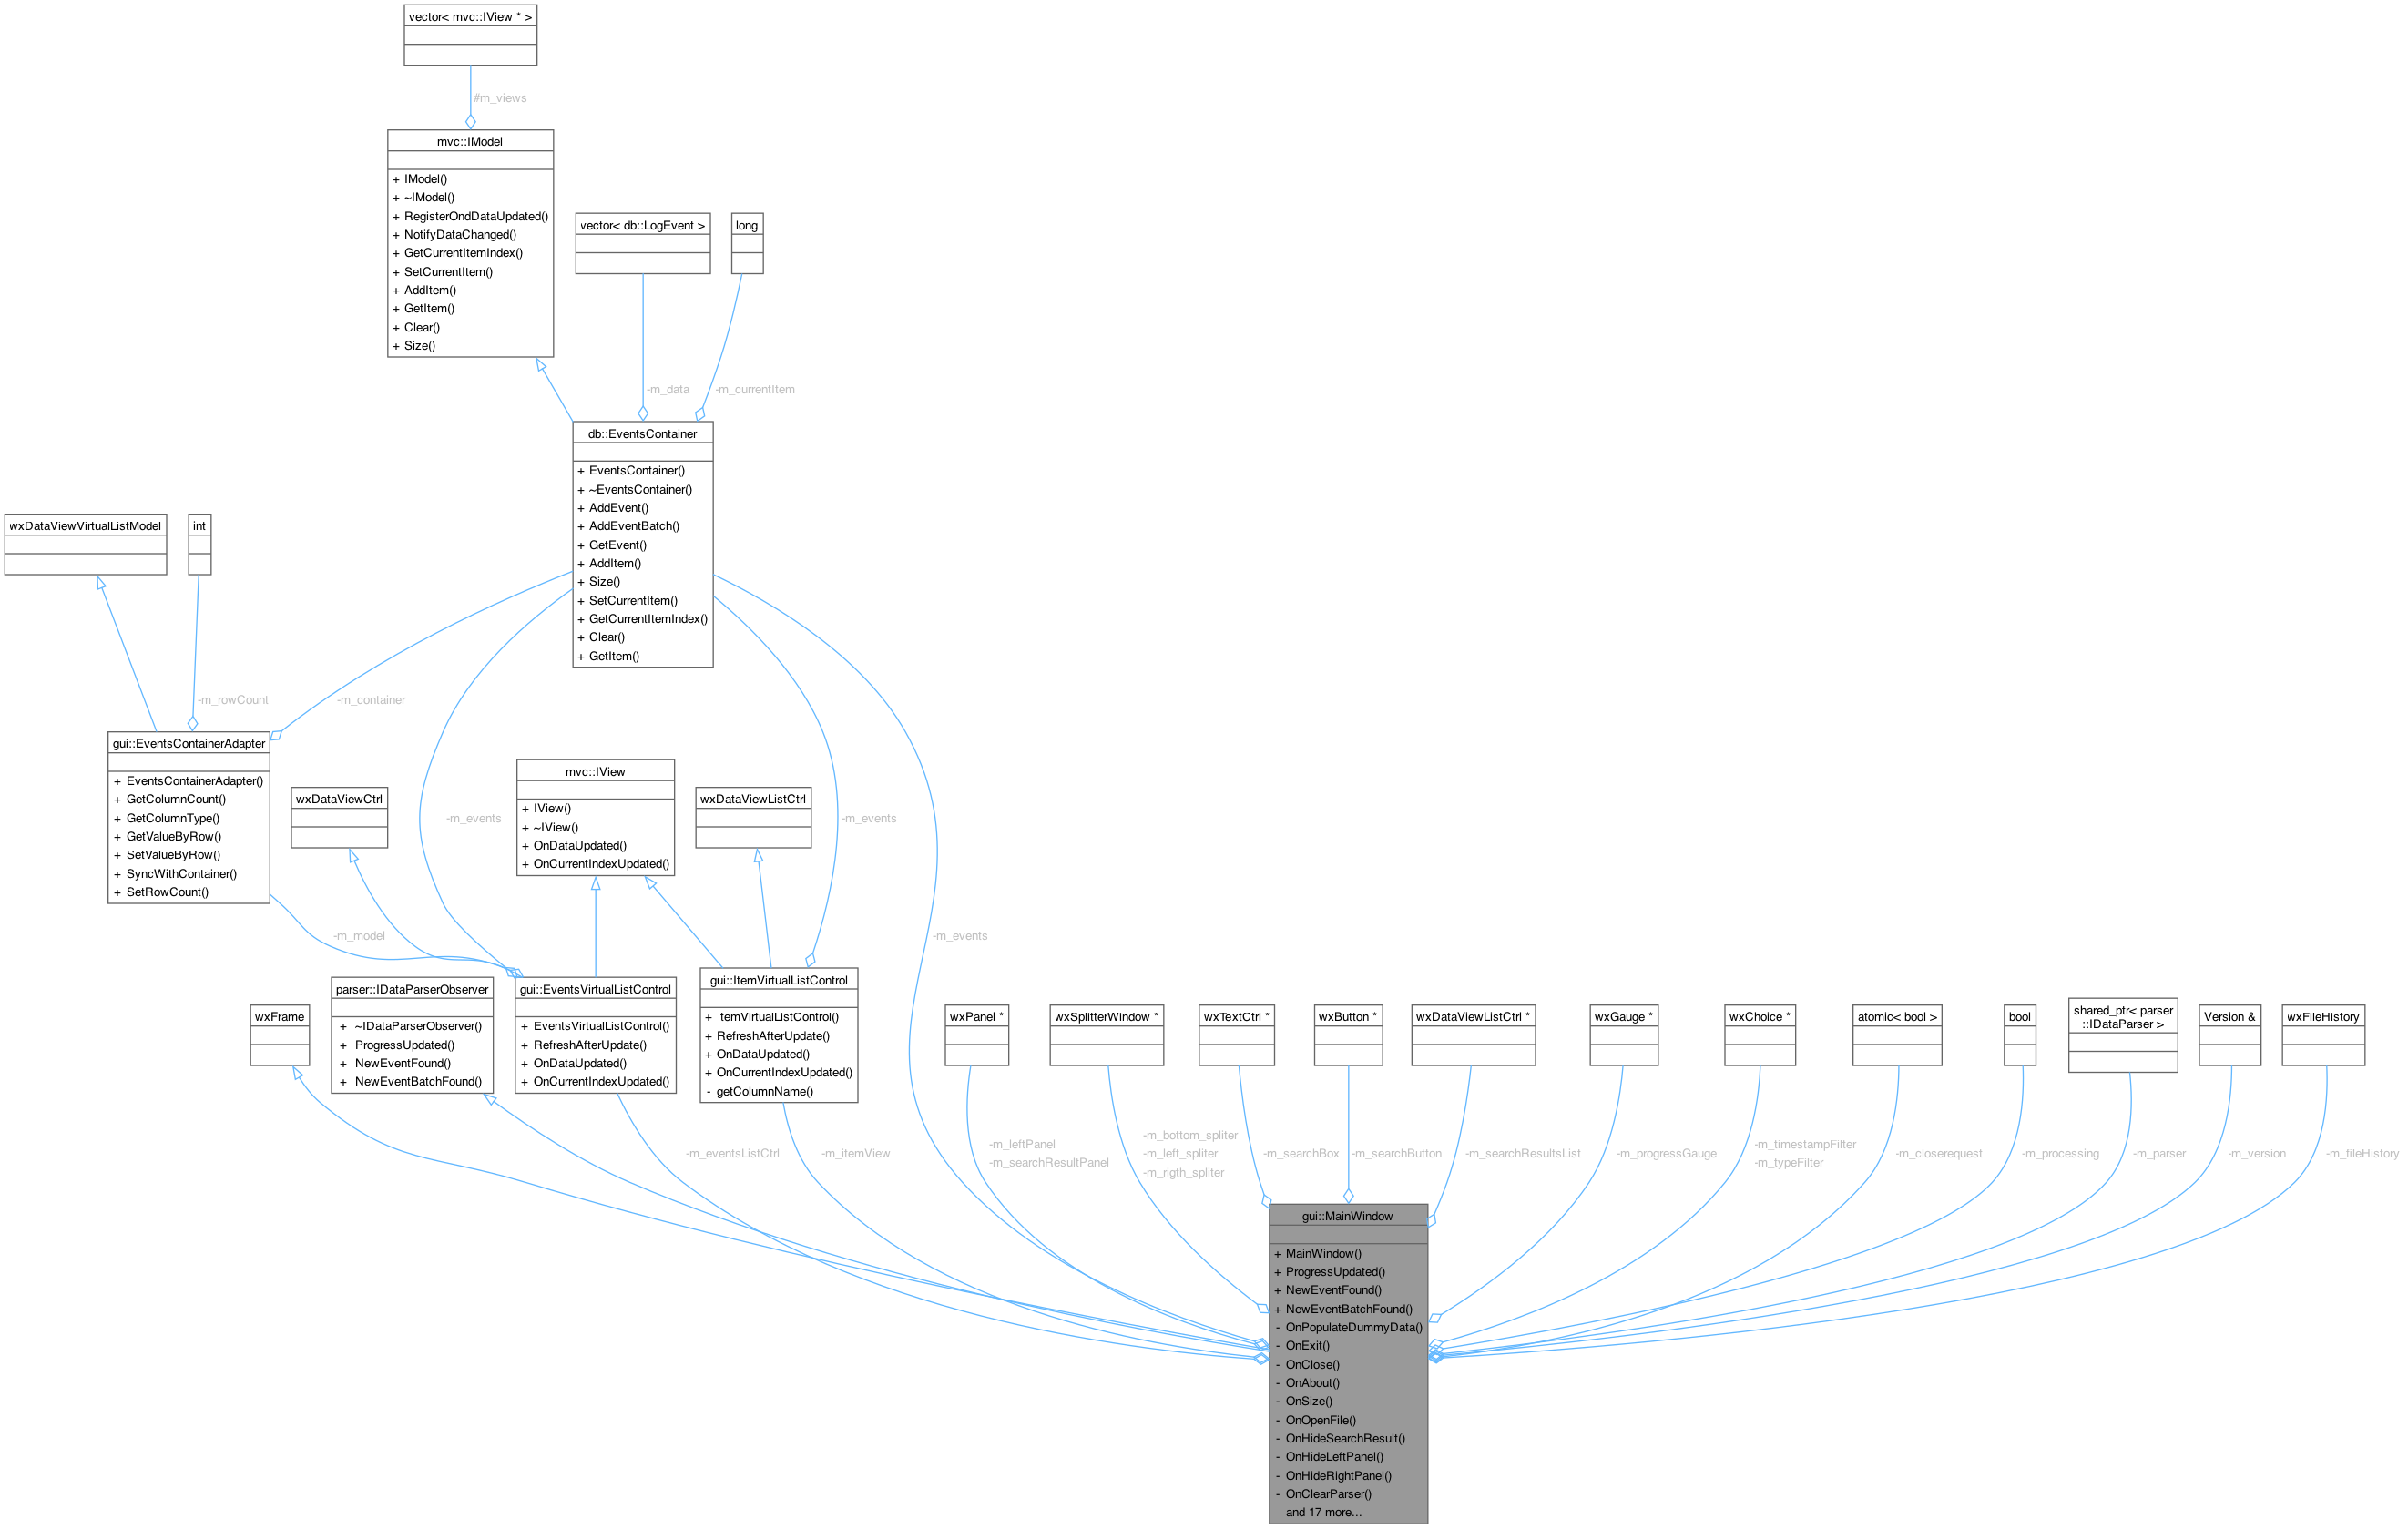 vector< mvc::IView * >
#m_views
mvc::IModel
+ IModel()
+ ~IModel()
+ RegisterOndDataUpdated()
+ NotifyDataChanged()
+ GetCurrentItemIndex()
+ SetCurrentItem()
+ AddItem()
+ GetItem()
+ Clear()
+ Size()
vector< db::LogEvent >
long
-m_data
-m_currentItem
db::EventsContainer
+ EventsContainer()
+ ~EventsContainer()
+ AddEvent()
+ AddEventBatch()
+ GetEvent()
+ AddItem()
+ Size()
+ SetCurrentItem()
+ GetCurrentItemIndex()
+ Clear()
+ GetItem()
wxDataViewVirtualListModel
int
-m_rowCount
-m_container
gui::EventsContainerAdapter
+ EventsContainerAdapter()
+ GetColumnCount()
+ GetColumnType()
+ GetValueByRow()
+ SetValueByRow()
+ SyncWithContainer()
+ SetRowCount()
wxDataViewCtrl
-m_events
mvc::IView
+ IView()
+ ~IView()
+ OnDataUpdated()
+ OnCurrentIndexUpdated()
wxDataViewListCtrl
-m_events
-m_model
-m_events
wxFrame
parser::IDataParserObserver
+ ~IDataParserObserver()
+ ProgressUpdated()
+ NewEventFound()
+ NewEventBatchFound()
gui::EventsVirtualListControl
+ EventsVirtualListControl()
+ RefreshAfterUpdate()
+ OnDataUpdated()
+ OnCurrentIndexUpdated()
gui::ItemVirtualListControl
+ ItemVirtualListControl()
+ RefreshAfterUpdate()
+ OnDataUpdated()
+ OnCurrentIndexUpdated()
- getColumnName()
wxPanel *
wxSplitterWindow *
wxTextCtrl *
wxButton *
wxDataViewListCtrl *
wxGauge *
wxChoice *
atomic< bool >
bool
shared_ptr< parser
::IDataParser >
Version &
wxFileHistory
-m_eventsListCtrl
-m_itemView
-m_leftPanel
-m_searchResultPanel
-m_bottom_spliter
-m_left_spliter
-m_rigth_spliter
-m_searchBox
-m_searchButton
-m_searchResultsList
-m_progressGauge
-m_timestampFilter
-m_typeFilter
-m_closerequest
-m_processing
-m_parser
-m_version
-m_fileHistory
gui::MainWindow
+ MainWindow()
+ ProgressUpdated()
+ NewEventFound()
+ NewEventBatchFound()
- OnPopulateDummyData()
- OnExit()
- OnClose()
- OnAbout()
- OnSize()
- OnOpenFile()
- OnHideSearchResult()
- OnHideLeftPanel()
- OnHideRightPanel()
- OnClearParser()
and 17 more...